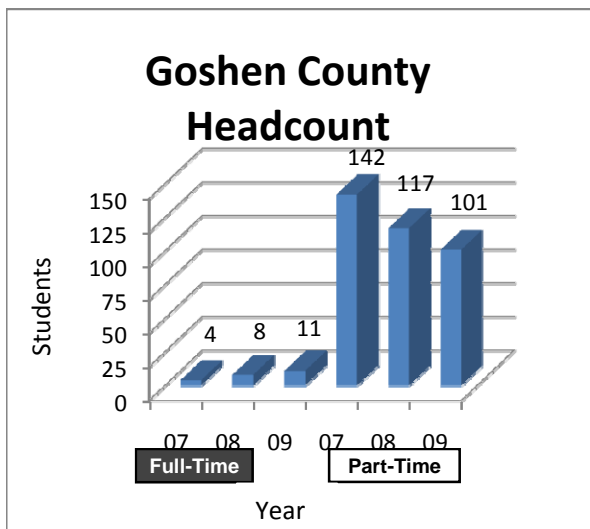 Goshen County
Headcount
142
117
101
150
125
100
75
50
25
0
4 8 11
Students
07 08 09 07 08 09
Full-Time Part-Time
Year